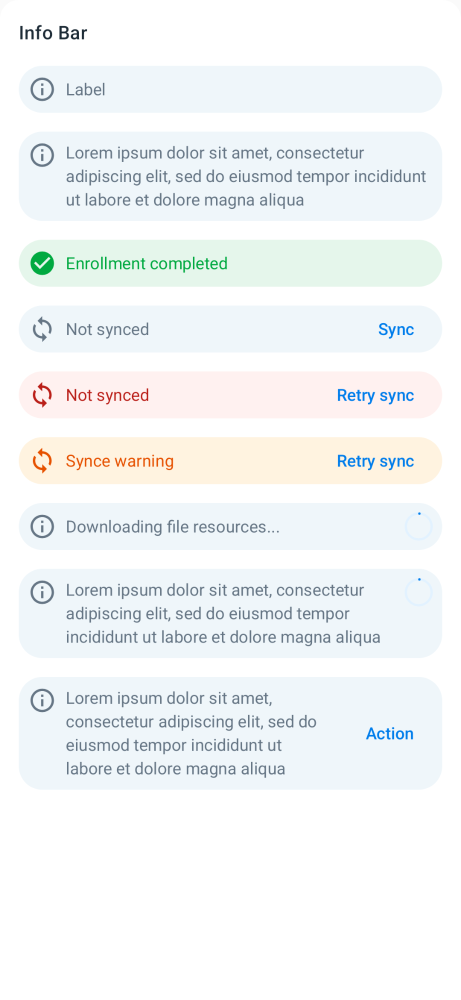 Info Bar
Label
Lorem ipsum dolor sit amet, consectetur
adipiscing elit, sed do eiusmod tempor incididunt
ut labore et dolore magna aliqua
Enrollment completed
Not synced Sync
Not synced Retry sync
Synce warning Retry sync
Downloading file resources...
Lorem ipsum dolor sit amet, consectetur
adipiscing elit, sed do eiusmod tempor
incididunt ut labore et dolore magna aliqua
Lorem ipsum dolor sit amet,
consectetur adipiscing elit, sed do
eiusmod tempor incididunt ut
labore et dolore magna aliqua
Action